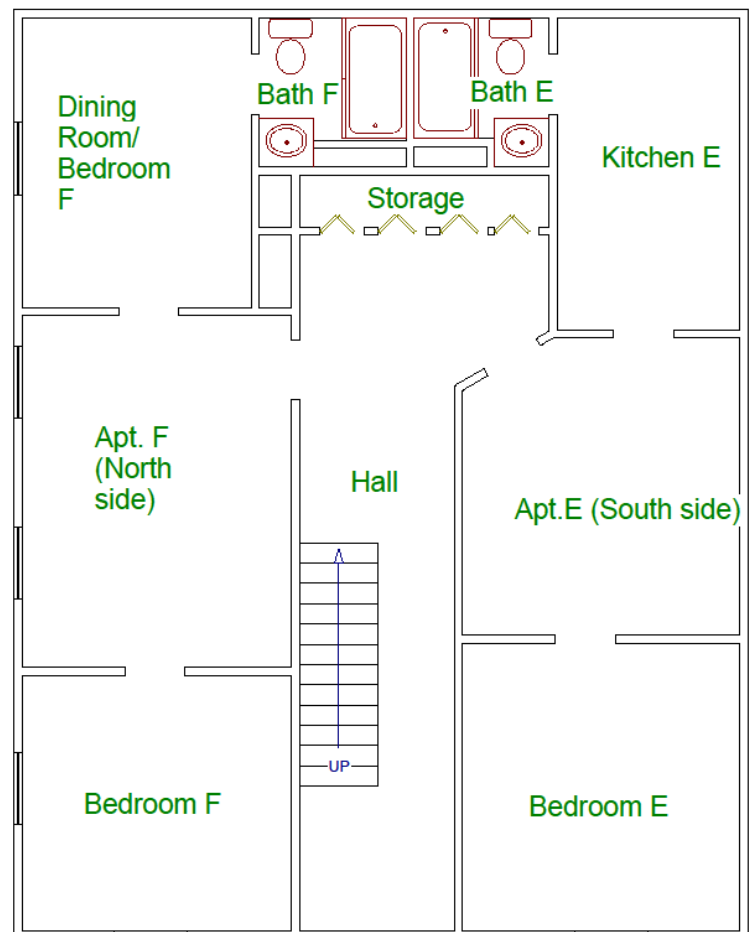 Bath F
Bath E
Dining
Room/
Bedroom
F
Kitchen E
Storage
Apt. F
(North
side)
Hall
Apt.E (South side)
UP
Bedroom F
Bedroom E